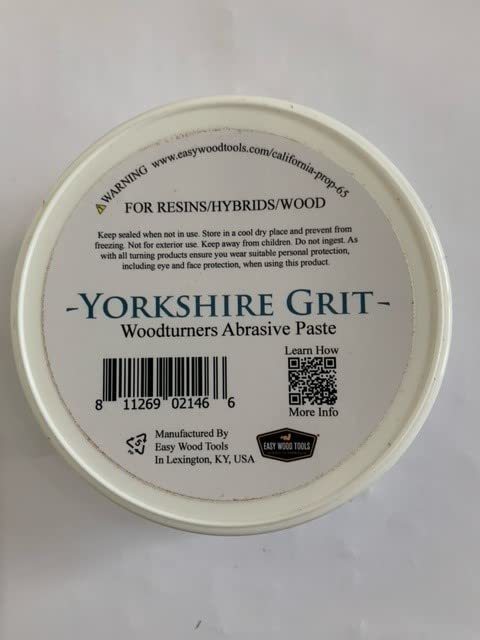 ⚠ WARNING www.easywoodtools.com/california-prop-65
FOR RESINS/HYBRIDS/WOOD
Keep sealed when not in use. Store in a cool dry place and prevent from
freezing. Not for exterior use. Keep away from children. Do not ingest. As
with all turning products ensure you wear suitable personal protection,
including eye and face protection, when using this product.
-YORKSHIRE GRIT-
Woodturners Abrasive Paste
Learn How
8 11269 02146 6
More Info
Manufactured By
Easy Wood Tools
In Lexington, KY, USA
EASY WOOD TOOLS